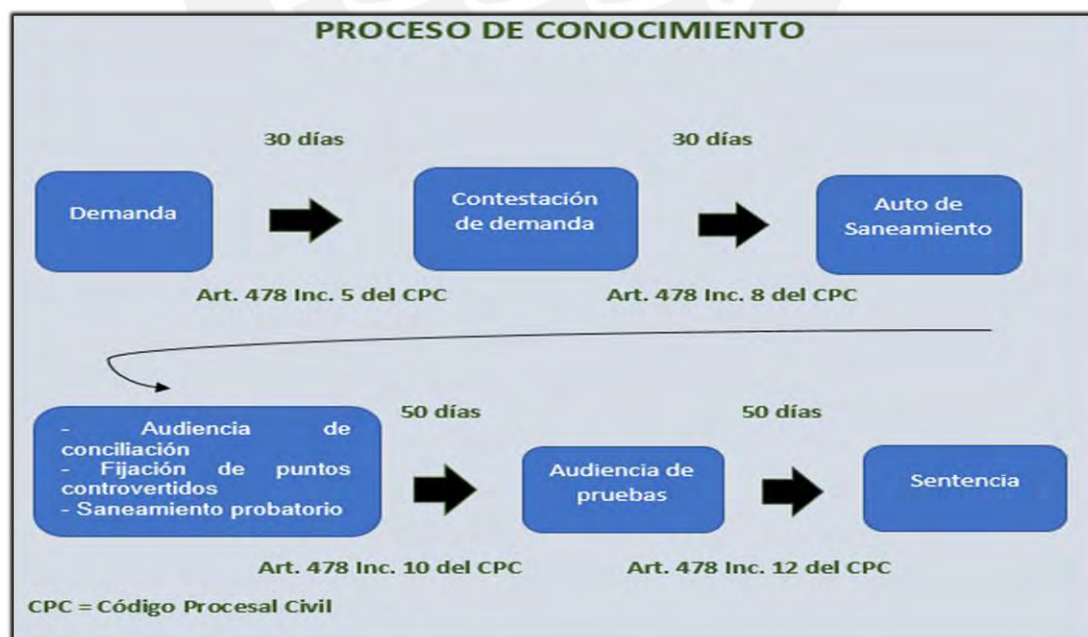 PROCESO DE CONOCIMIENTO
30 días
30 días
Demanda
Contestación
de demanda
Auto de
Saneamiento
Art. 478 Inc. 5 del CPC
Art. 478 Inc. 8 del CPC
50 días
50 días
- Audiencia de
conciliación
- Fijación de puntos
controvertidos
- Saneamiento probatorio
Audiencia de
pruebas
Sentencia
Art. 478 Inc. 10 del CPC
Art. 478 Inc. 12 del CPC
CPC = Código Procesal Civil